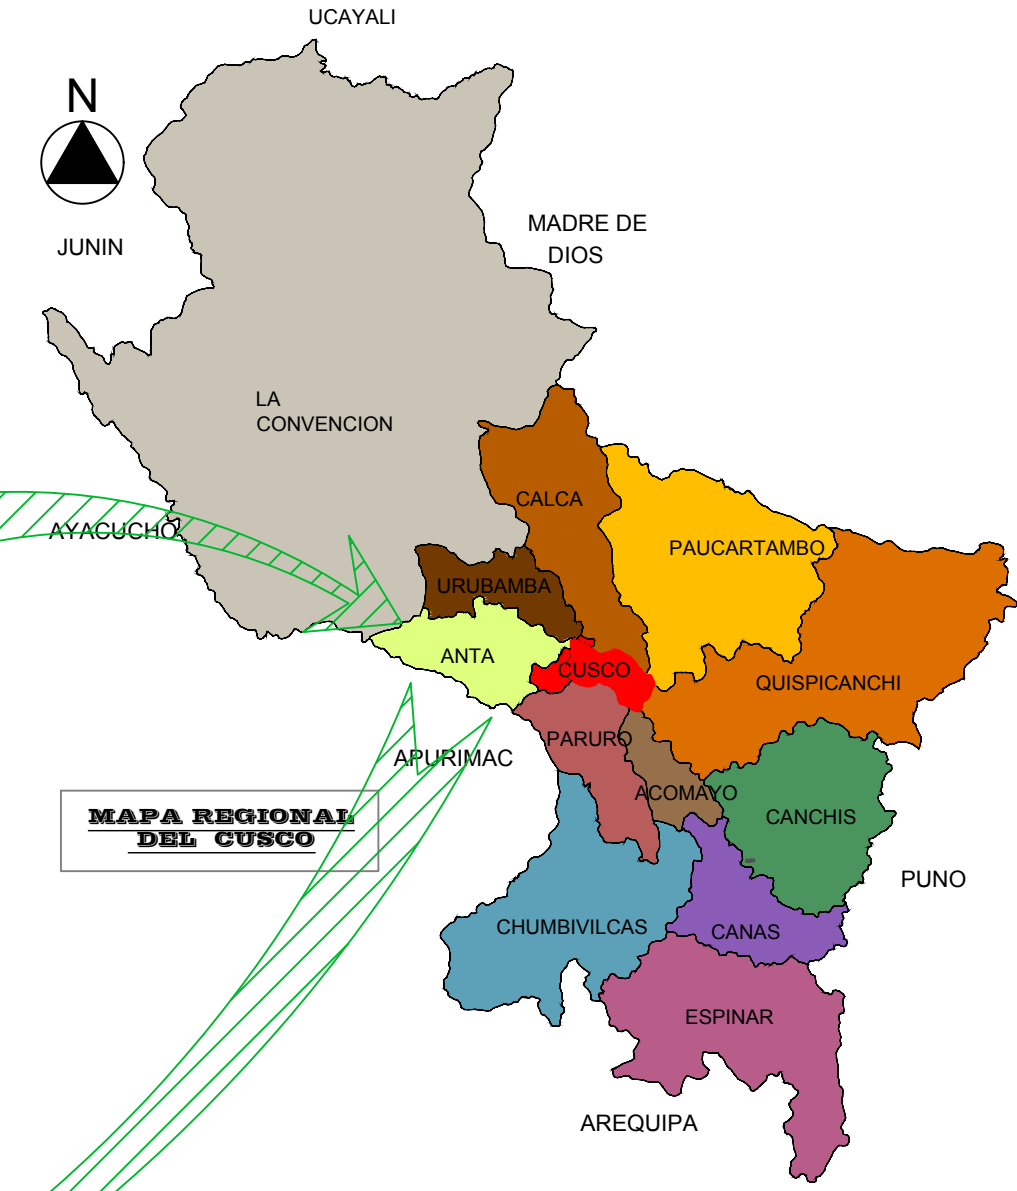 UCAYALI
N
MADRE DE
DIOS
JUNIN
LA
CONVENCION
CALCA
AYACUCHO
PAUCARTAMBO
URUBAMBA
ANTA
CUSCO
QUISPICANCHI
PARURO
APURIMAC
ACOMAYO
MAPA REGIONAL
DEL CUSCO
CANCHIS
PUNO
CHUMBIVILCAS
CANAS
ESPINAR
AREQUIPA